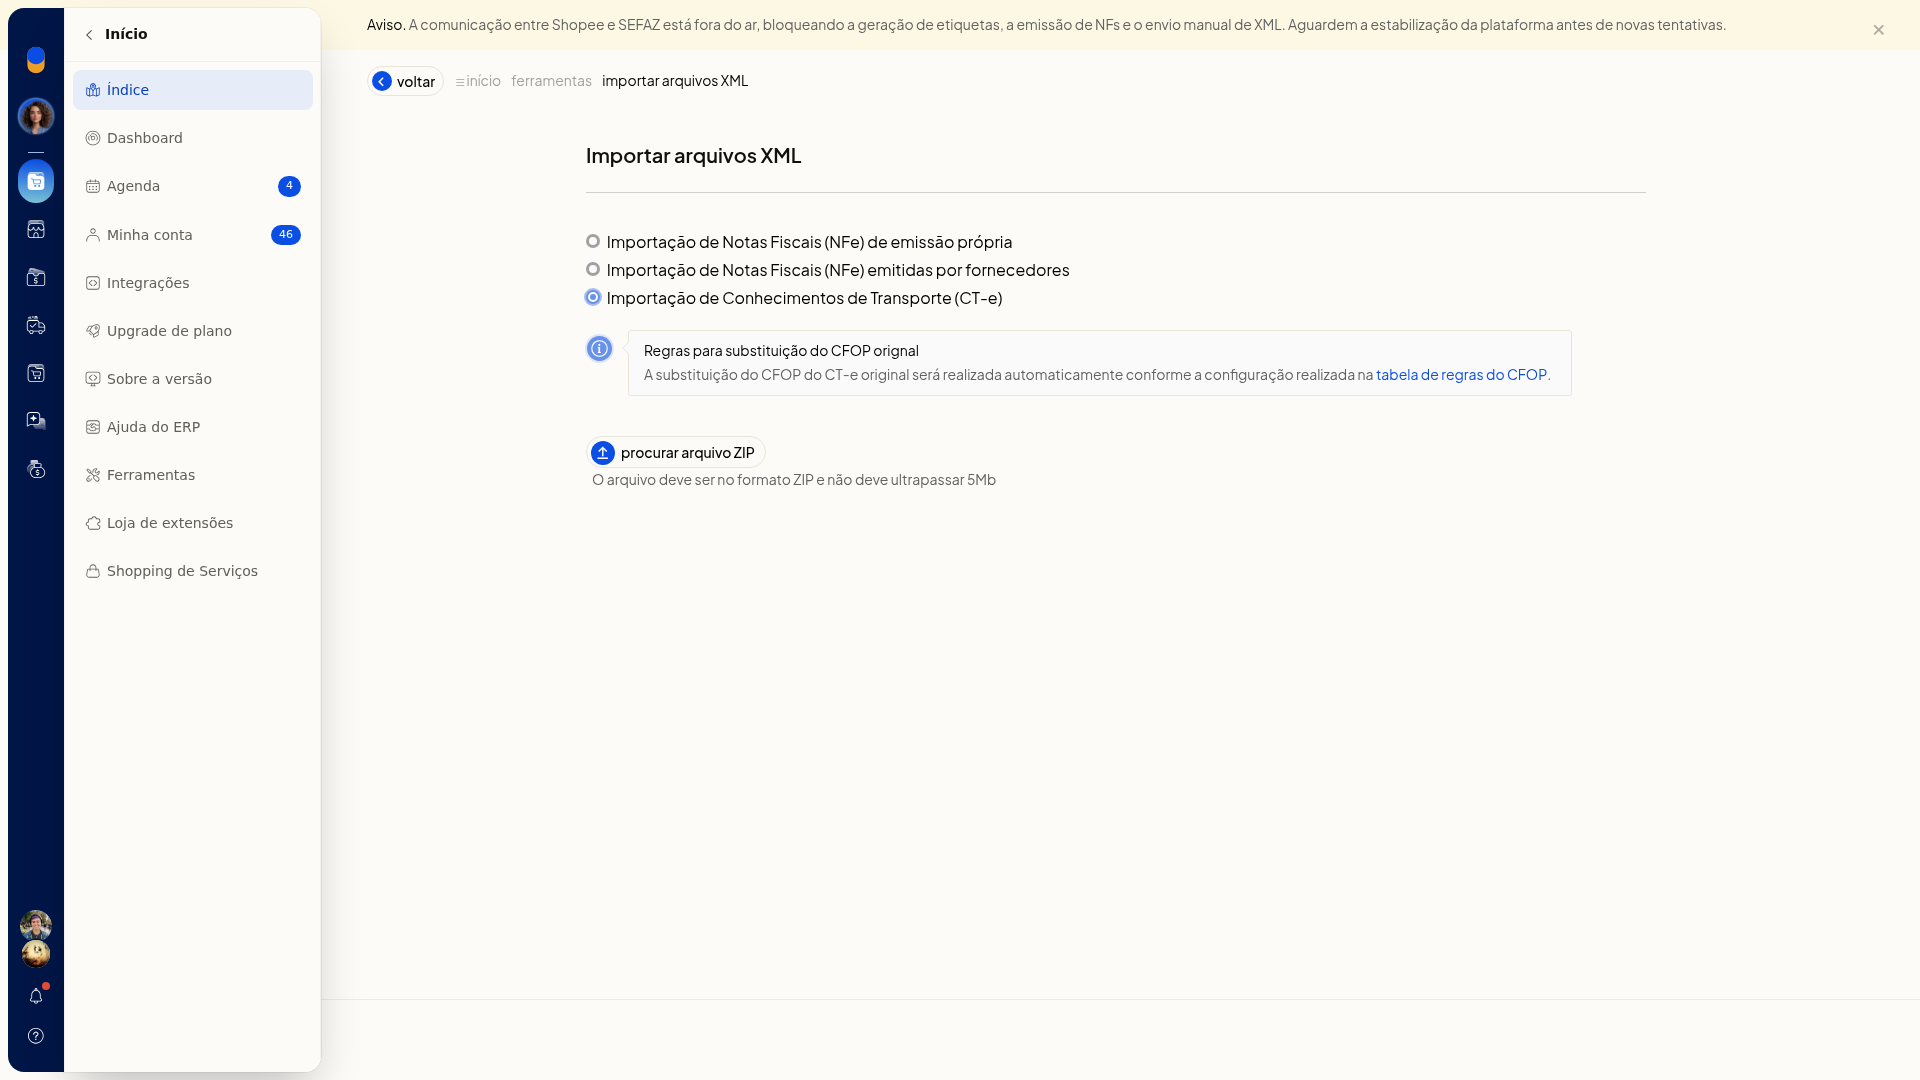 Aviso. A comunicação entre Shopee e SEFAZ está fora do ar, bloqueando a geração de etiquetas, a emissão de NFs e o envio manual de XML. Aguardem a estabilização da plataforma antes de novas tentativas.
Início
Índice
Dashboard
Agenda 4
Minha conta 46
Integrações
Upgrade de plano
Sobre a versão
Ajuda do ERP
Ferramentas
Loja de extensões
Shopping de Serviços
voltar início ferramentas importar arquivos XML
Importar arquivos XML
Importação de Notas Fiscais (NFe) de emissão própria
Importação de Notas Fiscais (NFe) emitidas por fornecedores
Importação de Conhecimentos de Transporte (CT-e)
Regras para substituição do CFOP orignal
A substituição do CFOP do CT-e original será realizada automaticamente conforme a configuração realizada na tabela de regras do CFOP.
procurar arquivo ZIP
O arquivo deve ser no formato ZIP e não deve ultrapassar 5Mb